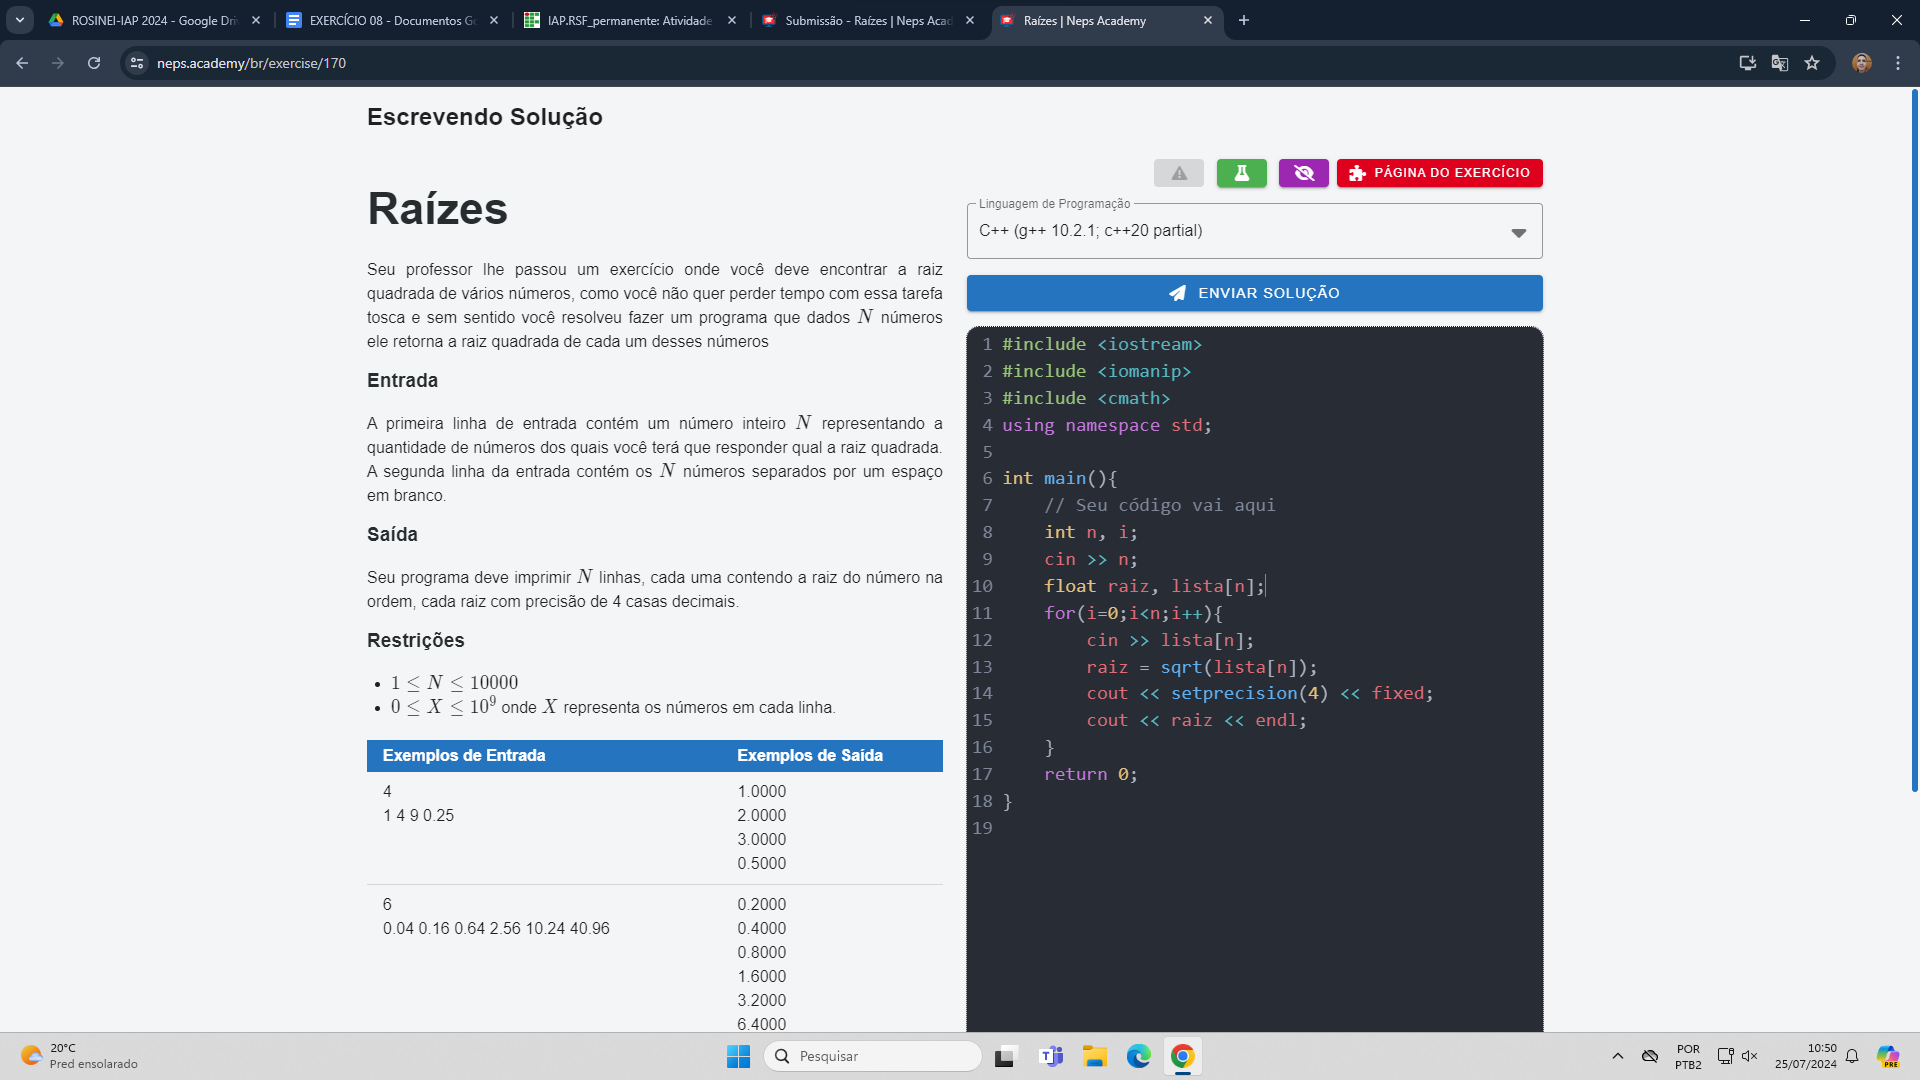 ROSINEI-IAP 2024 - Google Dri
EXERCÍCIO 08 - Documentos Go
IAP.RSF_permanente: Atividade
Submissão - Raízes | Neps Acad
Raízes | Neps Academy
neps.academy/br/exercise/170
Escrevendo Solução
PÁGINA DO EXERCÍCIO
Raízes
Seu professor lhe passou um exercício onde você deve encontrar a raiz
quadrada de vários números, como você não quer perder tempo com essa tarefa
tosca e sem sentido você resolveu fazer um programa que dados N números
ele retorna a raiz quadrada de cada um desses números
Entrada
A primeira linha de entrada contém um número inteiro N representando a
quantidade de números dos quais você terá que responder qual a raiz quadrada.
A segunda linha da entrada contém os N números separados por um espaço
em branco.
Saída
Seu programa deve imprimir N linhas, cada uma contendo a raiz do número na
ordem, cada raiz com precisão de 4 casas decimais.
Restrições
• 1 ≤ N ≤ 10000
• 0 ≤ X ≤ 10⁹ onde X representa os números em cada linha.
Exemplos de Entrada
Exemplos de Saída
4
1 4 9 0.25
1.0000
2.0000
3.0000
0.5000
6
0.04 0.16 0.64 2.56 10.24 40.96
0.2000
0.4000
0.8000
1.6000
3.2000
6.4000
Linguagem de Programação
C++ (g++ 10.2.1; c++20 partial)
ENVIAR SOLUÇÃO
1 #include <iostream>
2 #include <iomanip>
3 #include <cmath>
4 using namespace std;
5
6 int main(){
7     // Seu código vai aqui
8     int n, i;
9     cin >> n;
10     float raiz, lista[n];
11     for(i=0;i<n;i++){
12         cin >> lista[n];
13         raiz = sqrt(lista[n]);
14         cout << setprecision(4) << fixed;
15         cout << raiz << endl;
16     }
17     return 0;
18 }
19
20°C
Pred ensolarado
Pesquisar
POR
PTB2
10:50
25/07/2024
PRE